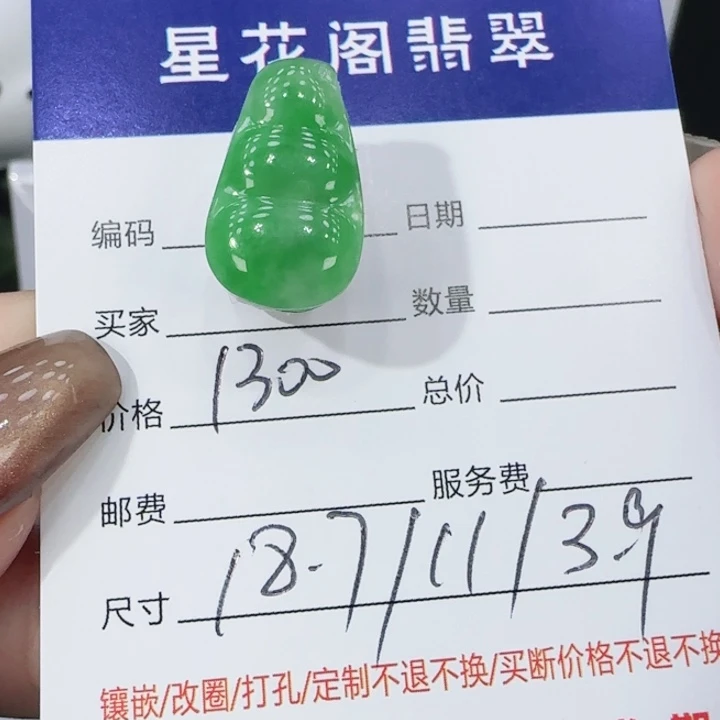 星花阁翡翠
编码 日期
买家 数量
价格 1300 总价
邮费 服务费
尺寸 18.7/11/3.9
镶嵌/改圈/打孔/定制不退不换/买断价格不退不换